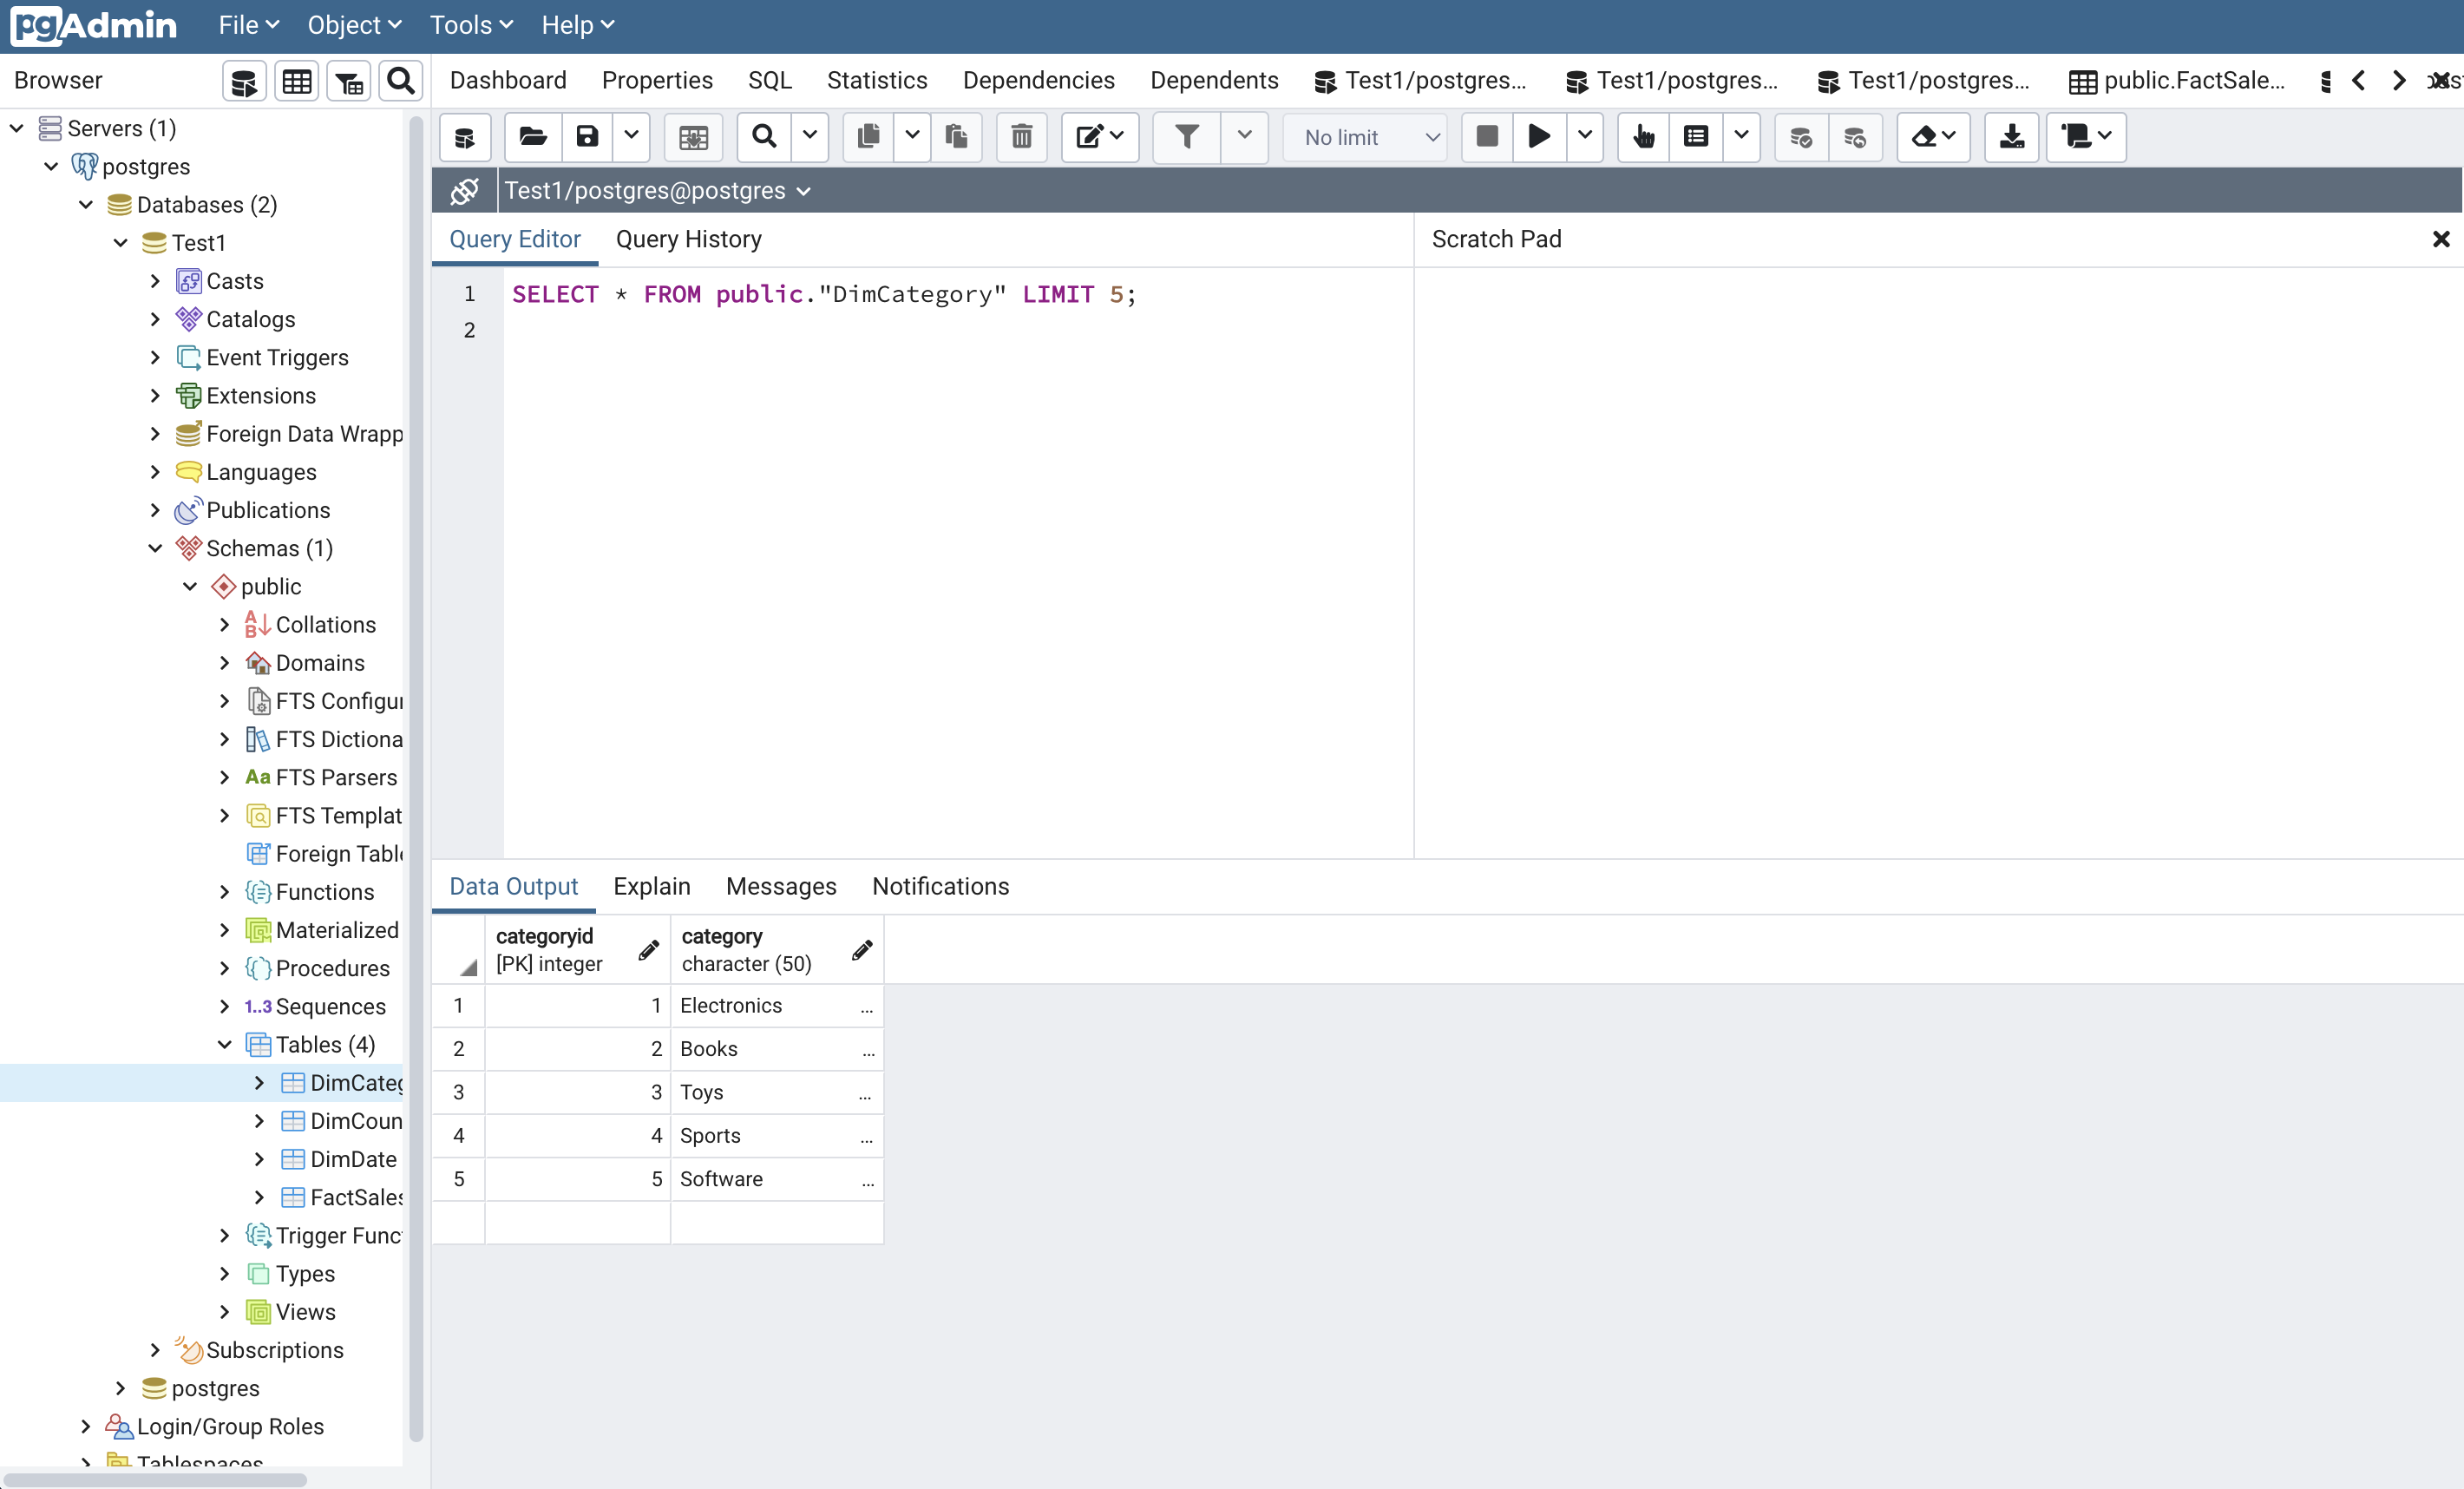 pgAdmin File Object Tools Help
Browser
Dashboard Properties SQL Statistics Dependencies Dependents Test1/postgres... Test1/postgres... Test1/postgres... public.FactSale...
Servers (1)
postgres
Databases (2)
Test1
Casts
Catalogs
Event Triggers
Extensions
Foreign Data Wrapp
Languages
Publications
Schemas (1)
public
Collations
Domains
FTS Configur
FTS Dictiona
Aa FTS Parsers
FTS Templat
Foreign Table
Functions
Materialized
Procedures
1..3 Sequences
Tables (4)
DimCateg
DimCoun
DimDate
FactSales
Trigger Func
Types
Views
Subscriptions
postgres
Login/Group Roles
Tablespaces
No limit
Test1/postgres@postgres
Query Editor Query History
Scratch Pad
1 SELECT * FROM public."DimCategory" LIMIT 5;
2
Data Output Explain Messages Notifications
categoryid category
[PK] integer character (50)
1 1 Electronics ...
2 2 Books ...
3 3 Toys ...
4 4 Sports ...
5 5 Software ...